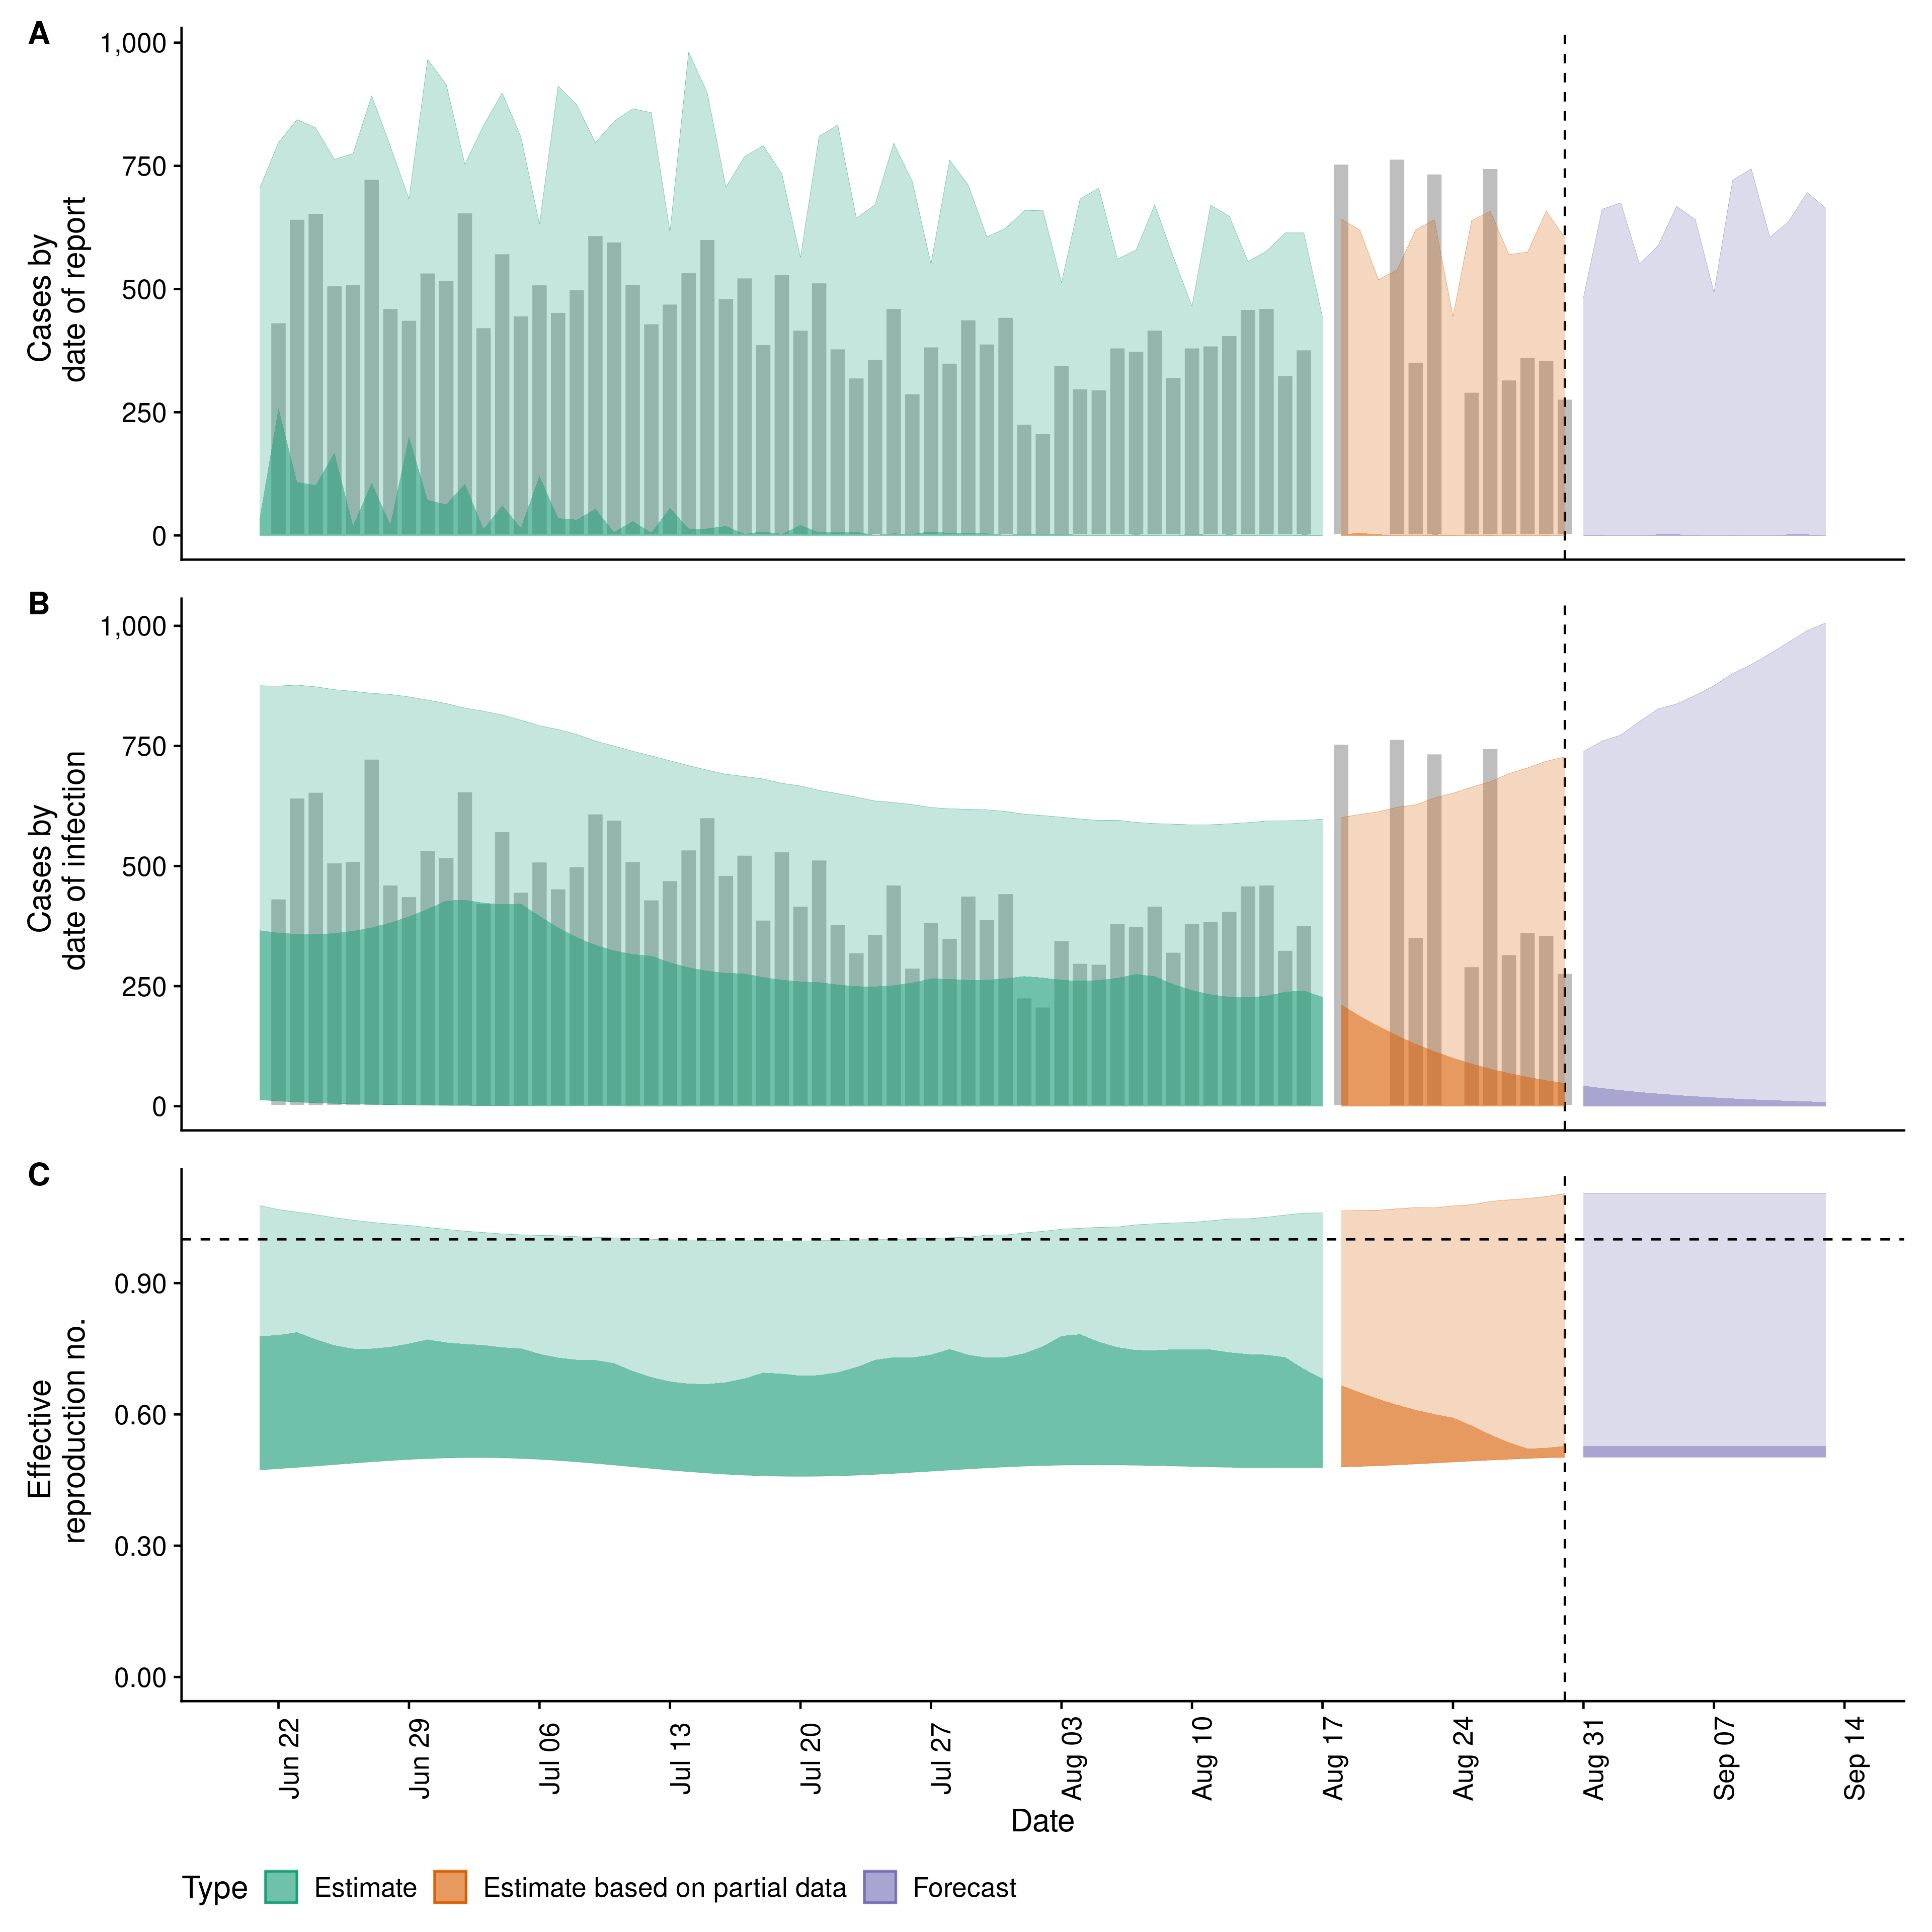 A
Cases by
date of report
1,000
750
500
250
0
B
Cases by
date of infection
1,000
750
500
250
0
C
Effective
reproduction no.
0.90
0.60
0.30
0.00
Jun 22
Jun 29
Jul 06
Jul 13
Jul 20
Jul 27
Aug 03
Aug 10
Aug 17
Aug 24
Aug 31
Sep 07
Sep 14
Date
Type Estimate Estimate based on partial data Forecast